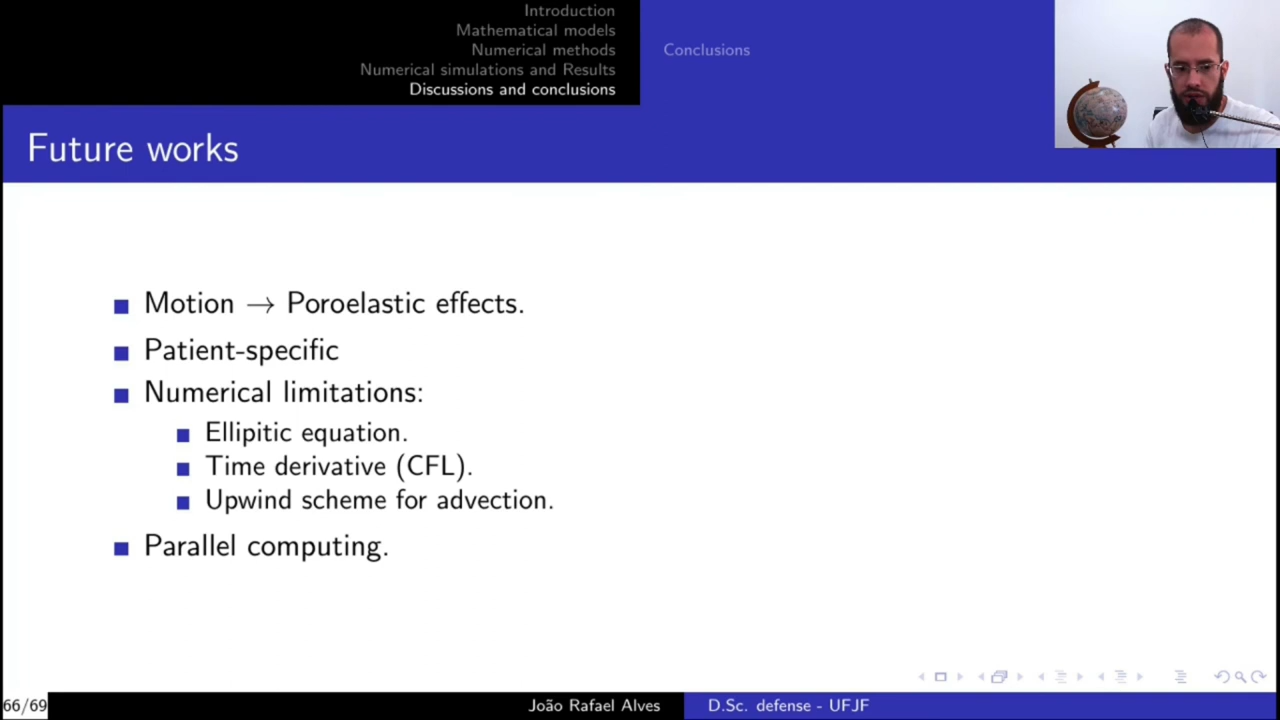 Introduction
Mathematical models
Numerical methods
Numerical simulations and Results
Discussions and conclusions
Conclusions
Future works
Motion → Poroelastic effects.
Patient-specific
Numerical limitations:
Ellipitic equation.
Time derivative (CFL).
Upwind scheme for advection.
Parallel computing.
66/69
João Rafael Alves
D.Sc. defense - UFJF